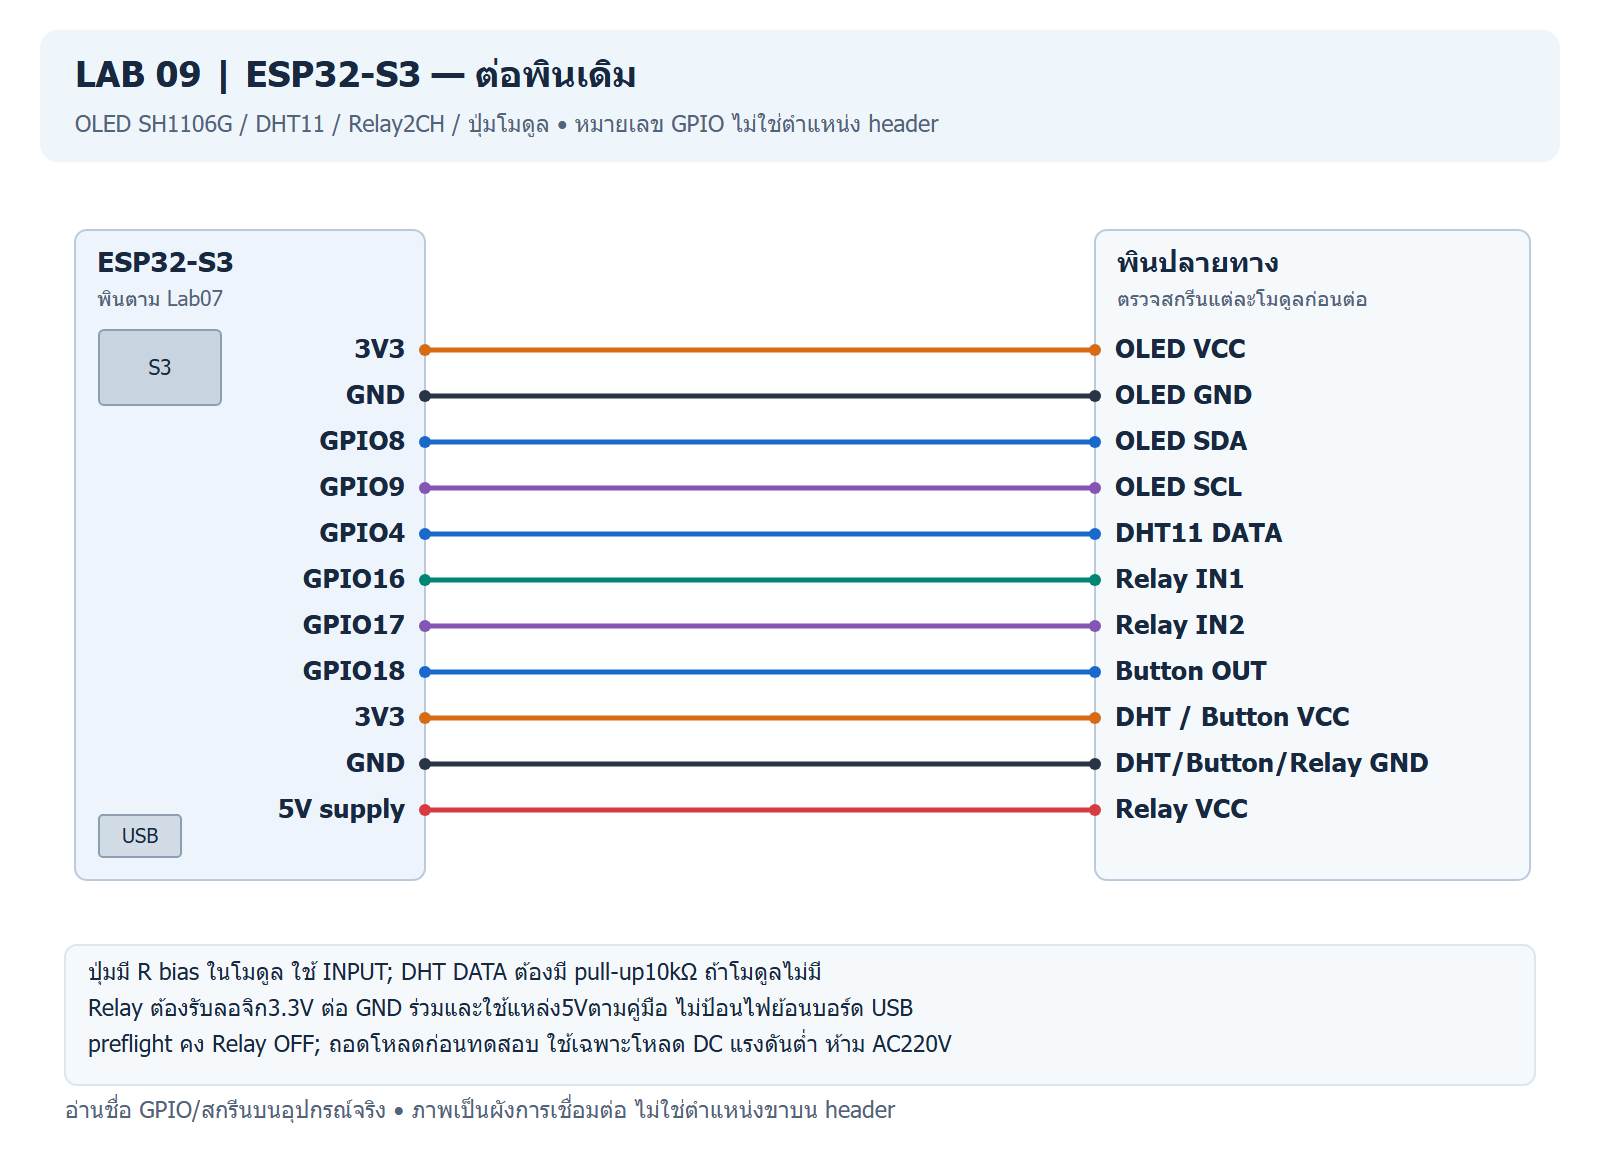 LAB 09 | ESP32-S3 — ต่อพินเดิม
OLED SH1106G / DHT11 / Relay2CH / ปุ่มโมดูล • หมายเลข GPIO ไม่ใช่ตำแหน่ง header
ESP32-S3
พินตาม Lab07
S3
3V3
GND
GPIO8
GPIO9
GPIO4
GPIO16
GPIO17
GPIO18
3V3
GND
5V supply
USB
พินปลายทาง
ตรวจสกรีนแต่ละโมดูลก่อนต่อ
OLED VCC
OLED GND
OLED SDA
OLED SCL
DHT11 DATA
Relay IN1
Relay IN2
Button OUT
DHT / Button VCC
DHT/Button/Relay GND
Relay VCC
ปุ่มมี R bias ในโมดูล ใช้ INPUT; DHT DATA ต้องมี pull-up10kΩ ถ้าโมดูลไม่มี
Relay ต้องรับลอจิก3.3V ต่อ GND ร่วมและใช้แหล่ง5Vตามคู่มือ ไม่ป้อนไฟย้อนบอร์ด USB
preflight คง Relay OFF; ถอดโหลดก่อนทดสอบ ใช้เฉพาะโหลด DC แรงดันต่ำ ห้าม AC220V
อ่านชื่อ GPIO/สกรีนบนอุปกรณ์จริง • ภาพเป็นผังการเชื่อมต่อ ไม่ใช่ตำแหน่งขาบน header